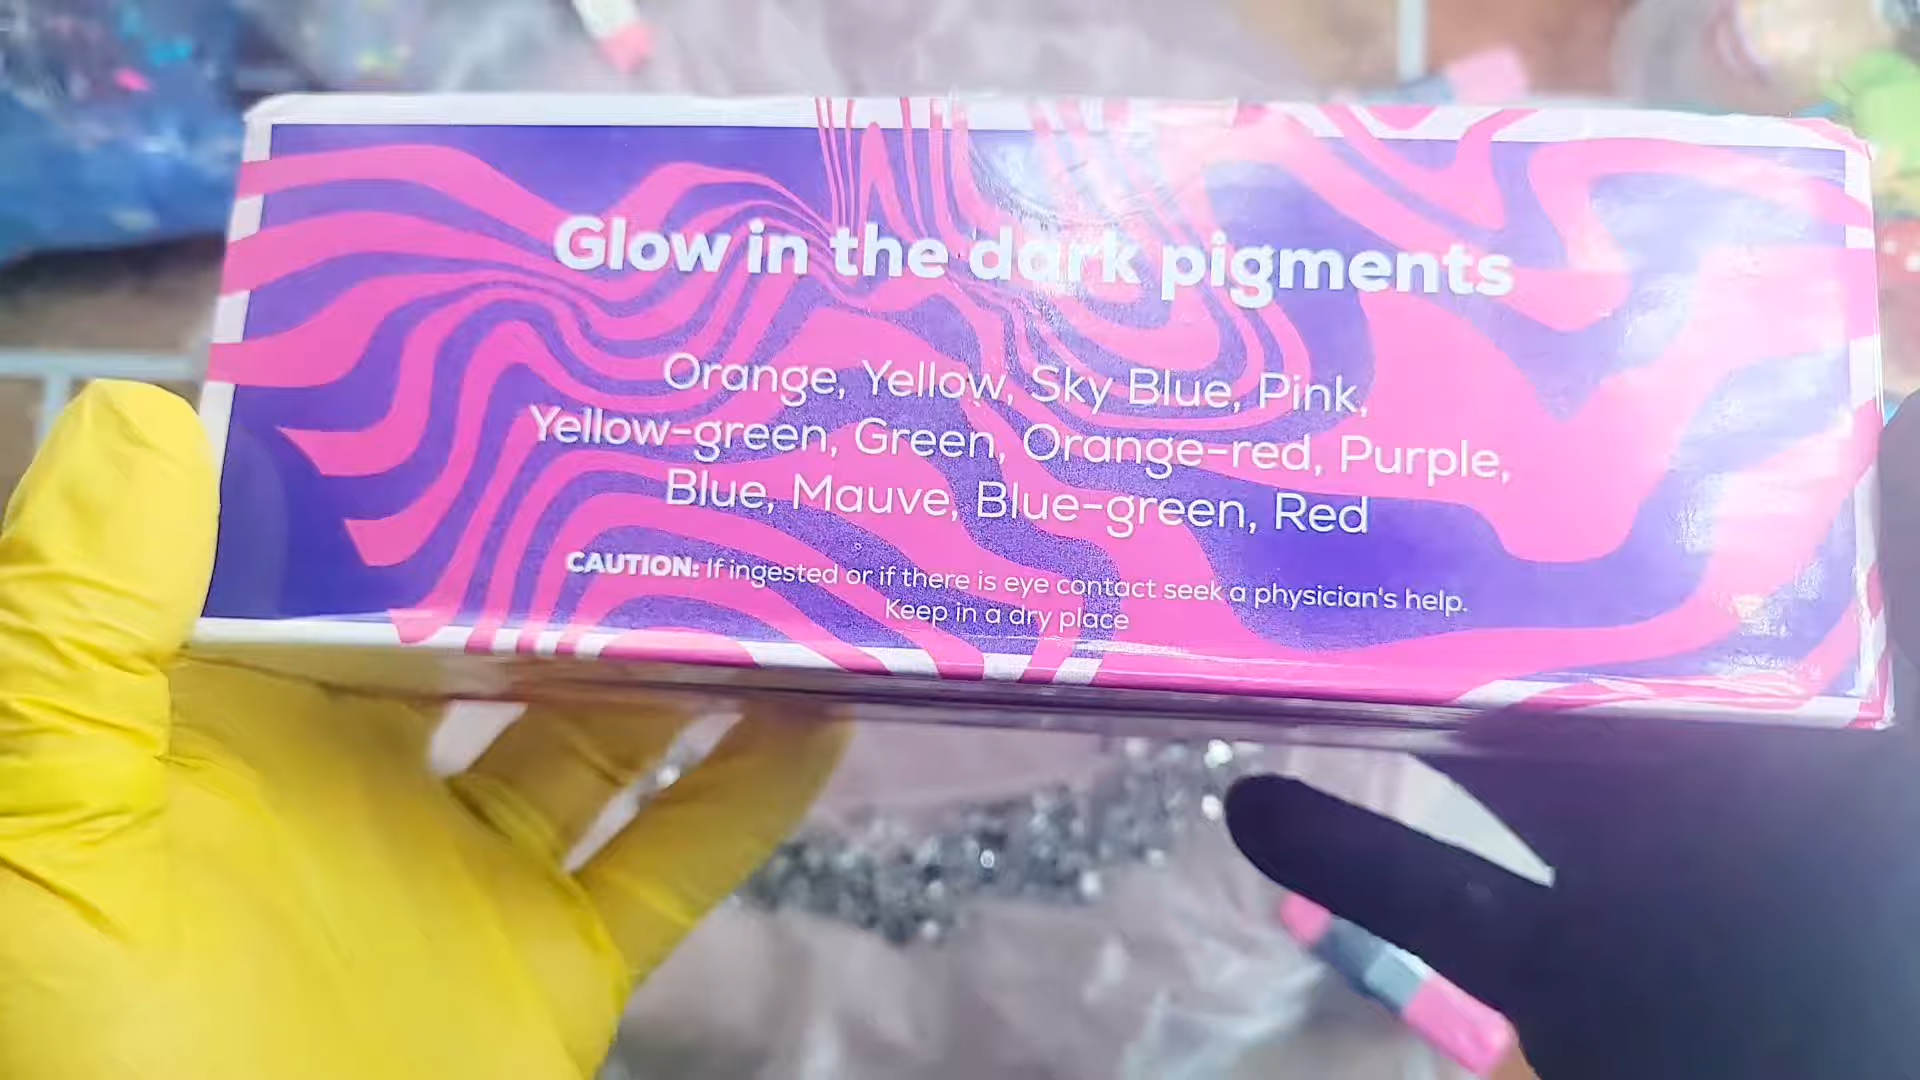 Glow in the dark pigments
Orange, Yellow, Sky Blue, Pink,
Yellow-green, Green, Orange-red, Purple,
Blue, Mauve, Blue-green, Red
CAUTION: If ingested or if there is eye contact seek a physician's help.
Keep in a dry place